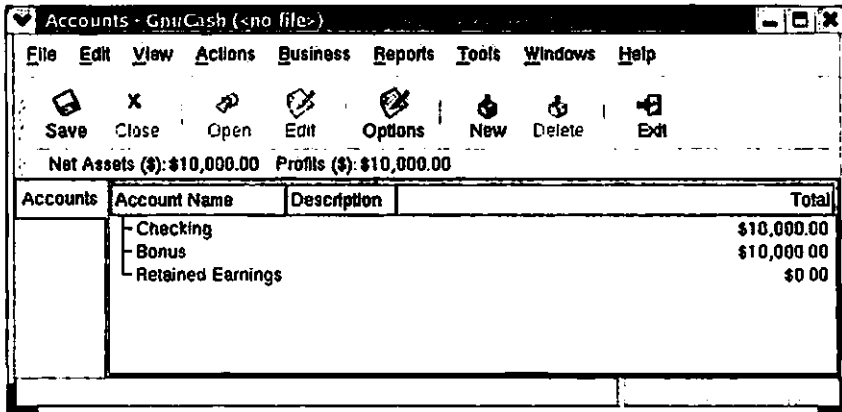 Accounts - GnuCash (<no file>)
File Edit View Actions Business Reports Tools Windows Help
Save Close Open Edit Options New Delete Exit
Net Assets ($): $10,000.00 Profits ($): $10,000.00
Accounts Account Name Description Total
Checking $10,000.00
Bonus $10,000 00
Retained Earnings $0 00